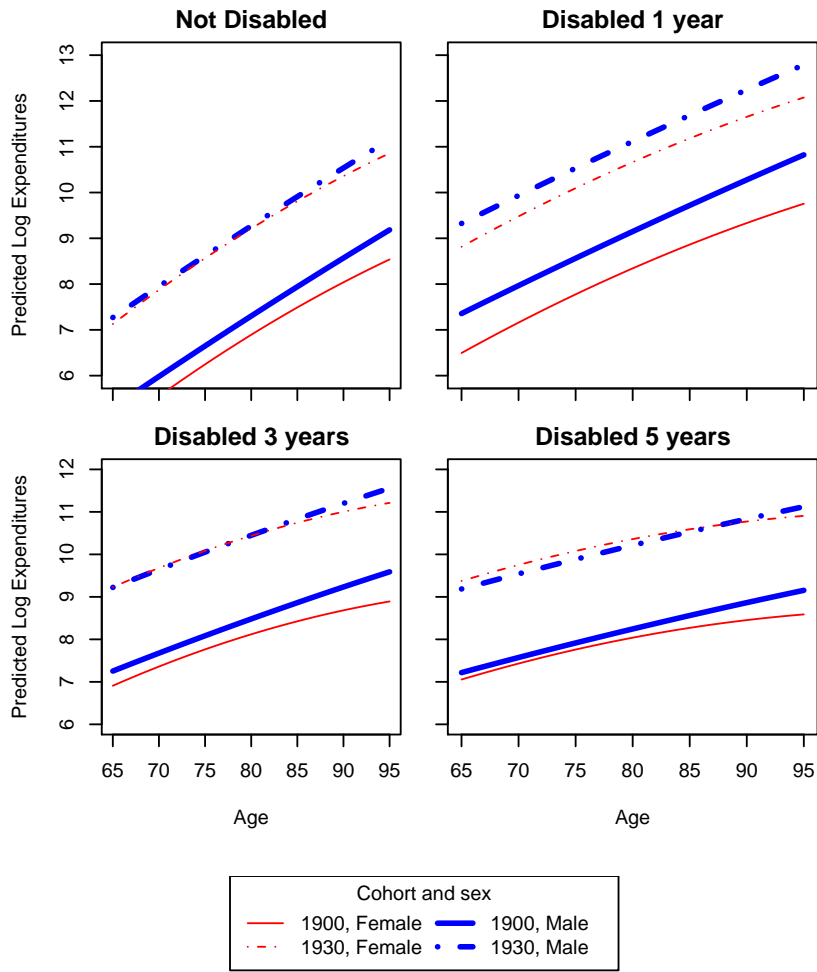 Not Disabled
Disabled 1 year
Predicted Log Expenditures
13
12
11
10
9
8
7
6
Disabled 3 years
Disabled 5 years
Predicted Log Expenditures
12
11
10
9
8
7
6
65 70 75 80 85 90 95
65 70 75 80 85 90 95
Age
Age
Cohort and sex
1900, Female 1900, Male
1930, Female 1930, Male